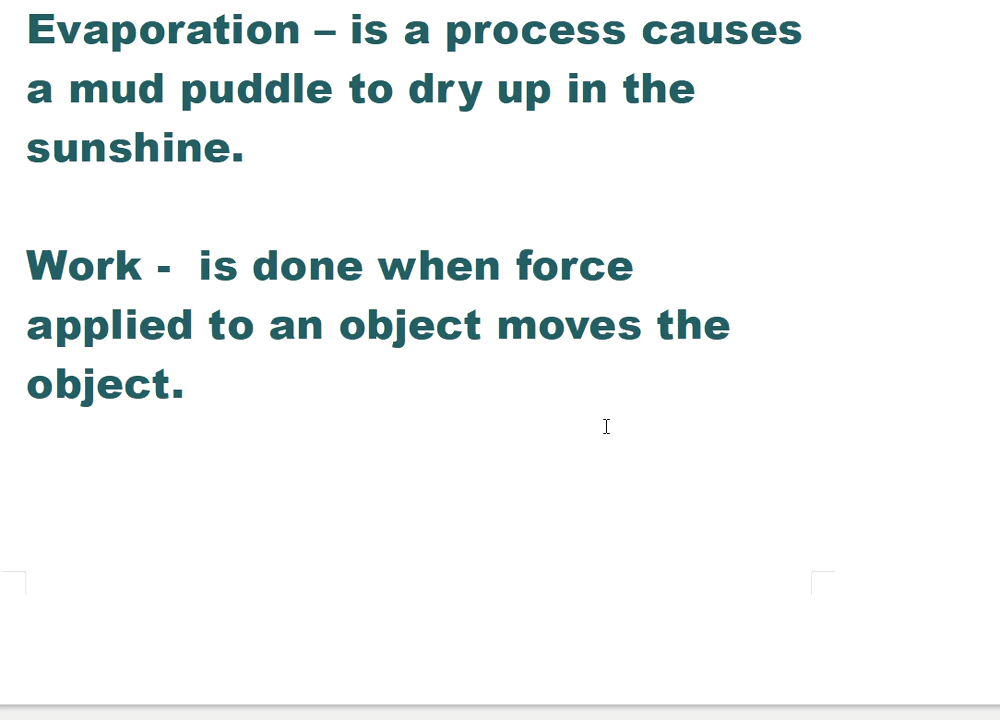 Evaporation – is a process causes
a mud puddle to dry up in the
sunshine.
Work -  is done when force
applied to an object moves the
object.